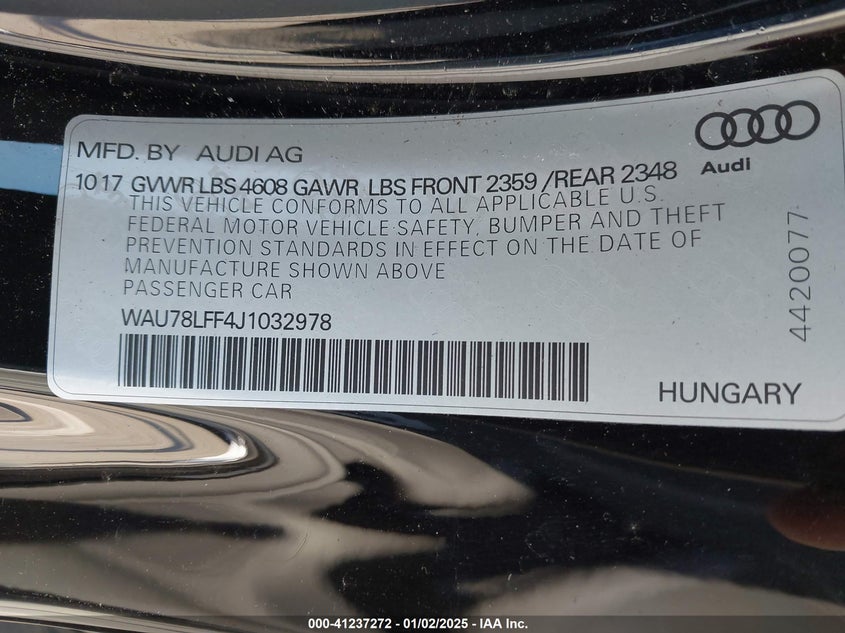 MFD. BY AUDI AG
Audi
10 17 GVWR LBS 4608 GAWR LBS FRONT 2359 / REAR 2348
THIS VEHICLE CONFORMS TO ALL APPLICABLE U.S.
FEDERAL MOTOR VEHICLE SAFETY, BUMPER AND THEFT
PREVENTION STANDARDS IN EFFECT ON THE DATE OF
MANUFACTURE SHOWN ABOVE
PASSENGER CAR
WAU78LFF4J1032978
4420077
HUNGARY
000-41237272 - 01/02/2025 - IAA Inc.